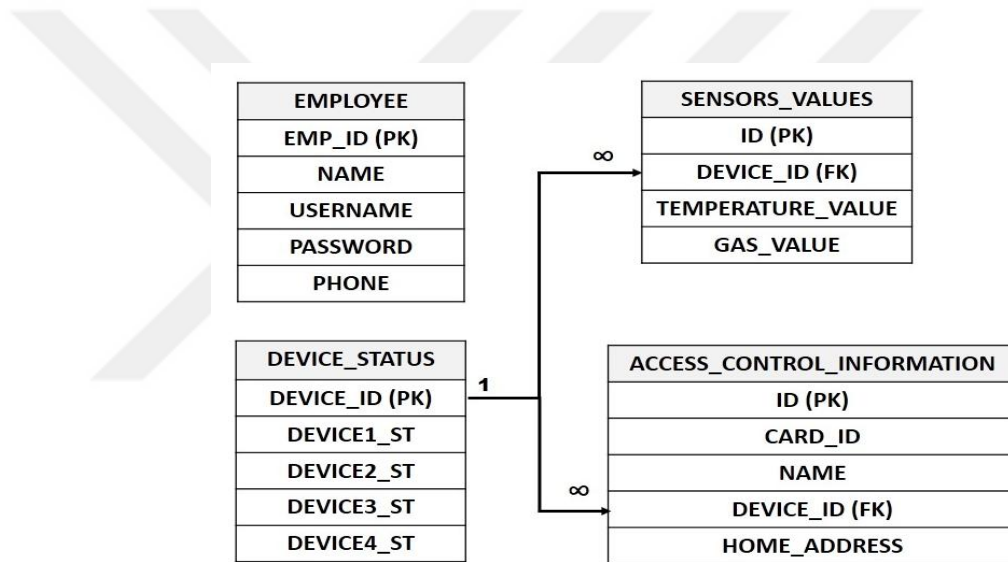 EMPLOYEE
EMP_ID (PK)
NAME
USERNAME
PASSWORD
PHONE
SENSORS_VALUES
ID (PK)
DEVICE_ID (FK)
TEMPERATURE_VALUE
GAS_VALUE
∞
DEVICE_STATUS
DEVICE_ID (PK)
DEVICE1_ST
DEVICE2_ST
DEVICE3_ST
DEVICE4_ST
1
∞
ACCESS_CONTROL_INFORMATION
ID (PK)
CARD_ID
NAME
DEVICE_ID (FK)
HOME_ADDRESS